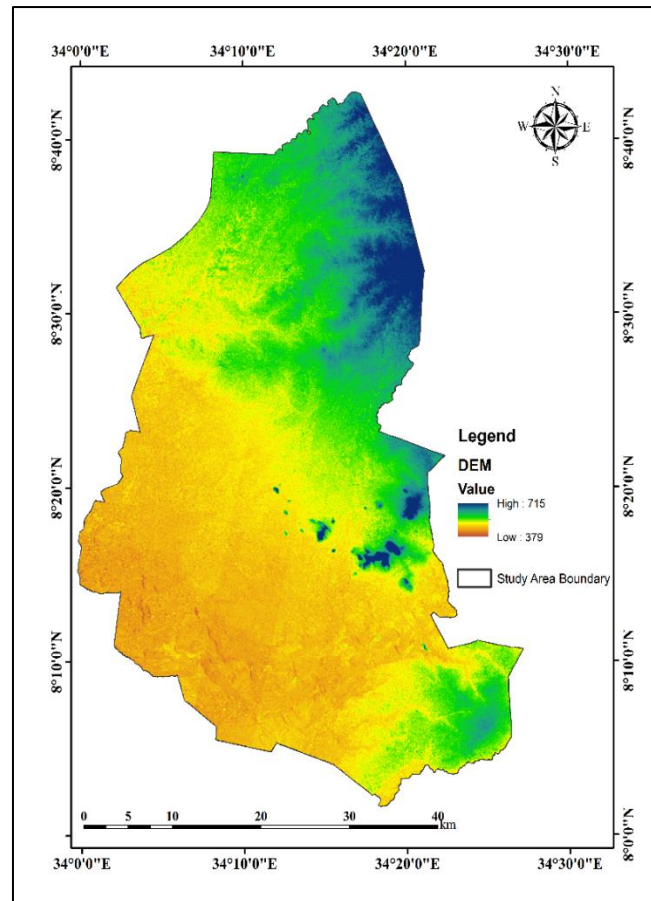 34°0'0"E 34°10'0"E 34°20'0"E 34°30'0"E
N
W E
S
8°40'0"N 8°40'0"N
8°30'0"N 8°30'0"N
Legend
DEM
Value
High : 715
Low : 379
Study Area Boundary
8°20'0"N 8°20'0"N
8°10'0"N 8°10'0"N
0 5 10 20 30 40
km
8°0'0"N 8°0'0"N
34°0'0"E 34°10'0"E 34°20'0"E 34°30'0"E